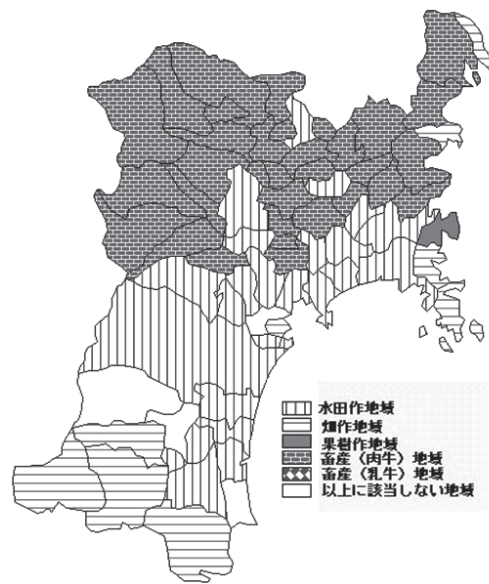 水田作地域
畑作地域
果樹作地域
畜産（肉牛）地域
畜産（乳牛）地域
以上に該当しない地域